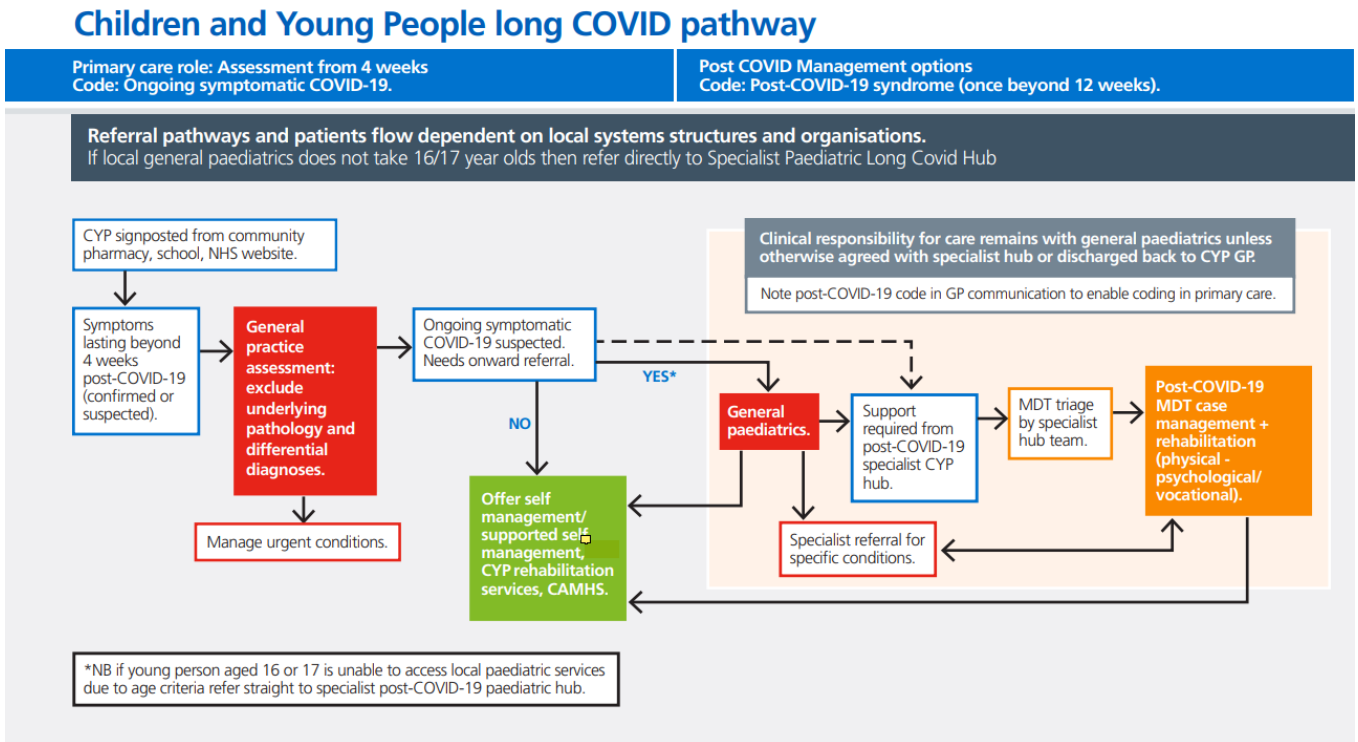 Children and Young People long COVID pathway
Primary care role: Assessment from 4 weeks
Code: Ongoing symptomatic COVID-19.
Post COVID Management options
Code: Post-COVID-19 syndrome (once beyond 12 weeks).
Referral pathways and patients flow dependent on local systems structures and organisations.
If local general paediatrics does not take 16/17 year olds then refer directly to Specialist Paediatric Long Covid Hub
CYP signposted from community
pharmacy, school, NHS website.
Symptoms
lasting beyond
4 weeks
post-COVID-19
(confirmed or
suspected).
General
practice
assessment:
exclude
underlying
pathology and
differential
diagnoses.
Manage urgent conditions.
Ongoing symptomatic
COVID-19 suspected.
Needs onward referral.
YES*
NO
Offer self
management/
supported self
management,
CYP rehabilitation
services, CAMHS.
Clinical responsibility for care remains with general paediatrics unless
otherwise agreed with specialist hub or discharged back to CYP GP.
Note post-COVID-19 code in GP communication to enable coding in primary care.
General
paediatrics.
Support
required from
post-COVID-19
specialist CYP
hub.
MDT triage
by specialist
hub team.
Post-COVID-19
MDT case
management +
rehabilitation
(physical -
psychological/
vocational).
Specialist referral for
specific conditions.
*NB if young person aged 16 or 17 is unable to access local paediatric services
due to age criteria refer straight to specialist post-COVID-19 paediatric hub.